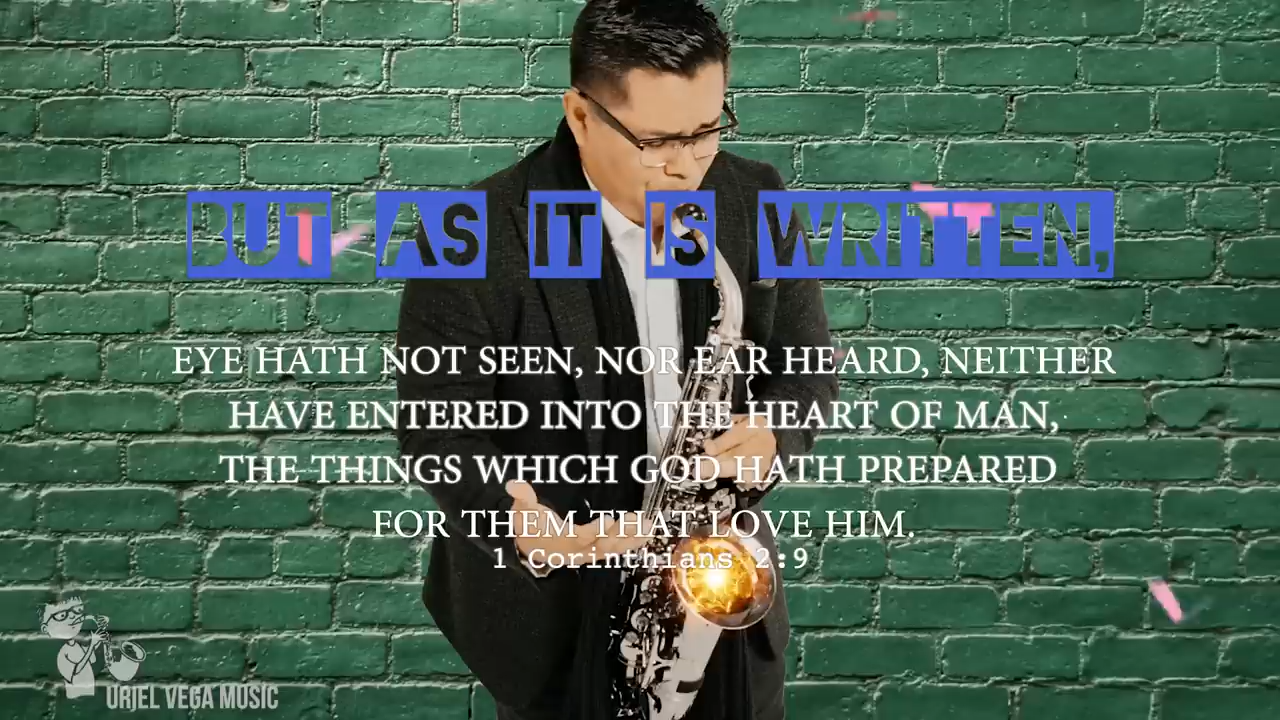 BUT AS IT IS WRITTEN,
EYE HATH NOT SEEN, NOR EAR HEARD, NEITHER
HAVE ENTERED INTO THE HEART OF MAN,
THE THINGS WHICH GOD HATH PREPARED
FOR THEM THAT LOVE HIM.
1 Corinthians 2:9
URIEL VEGA MUSIC